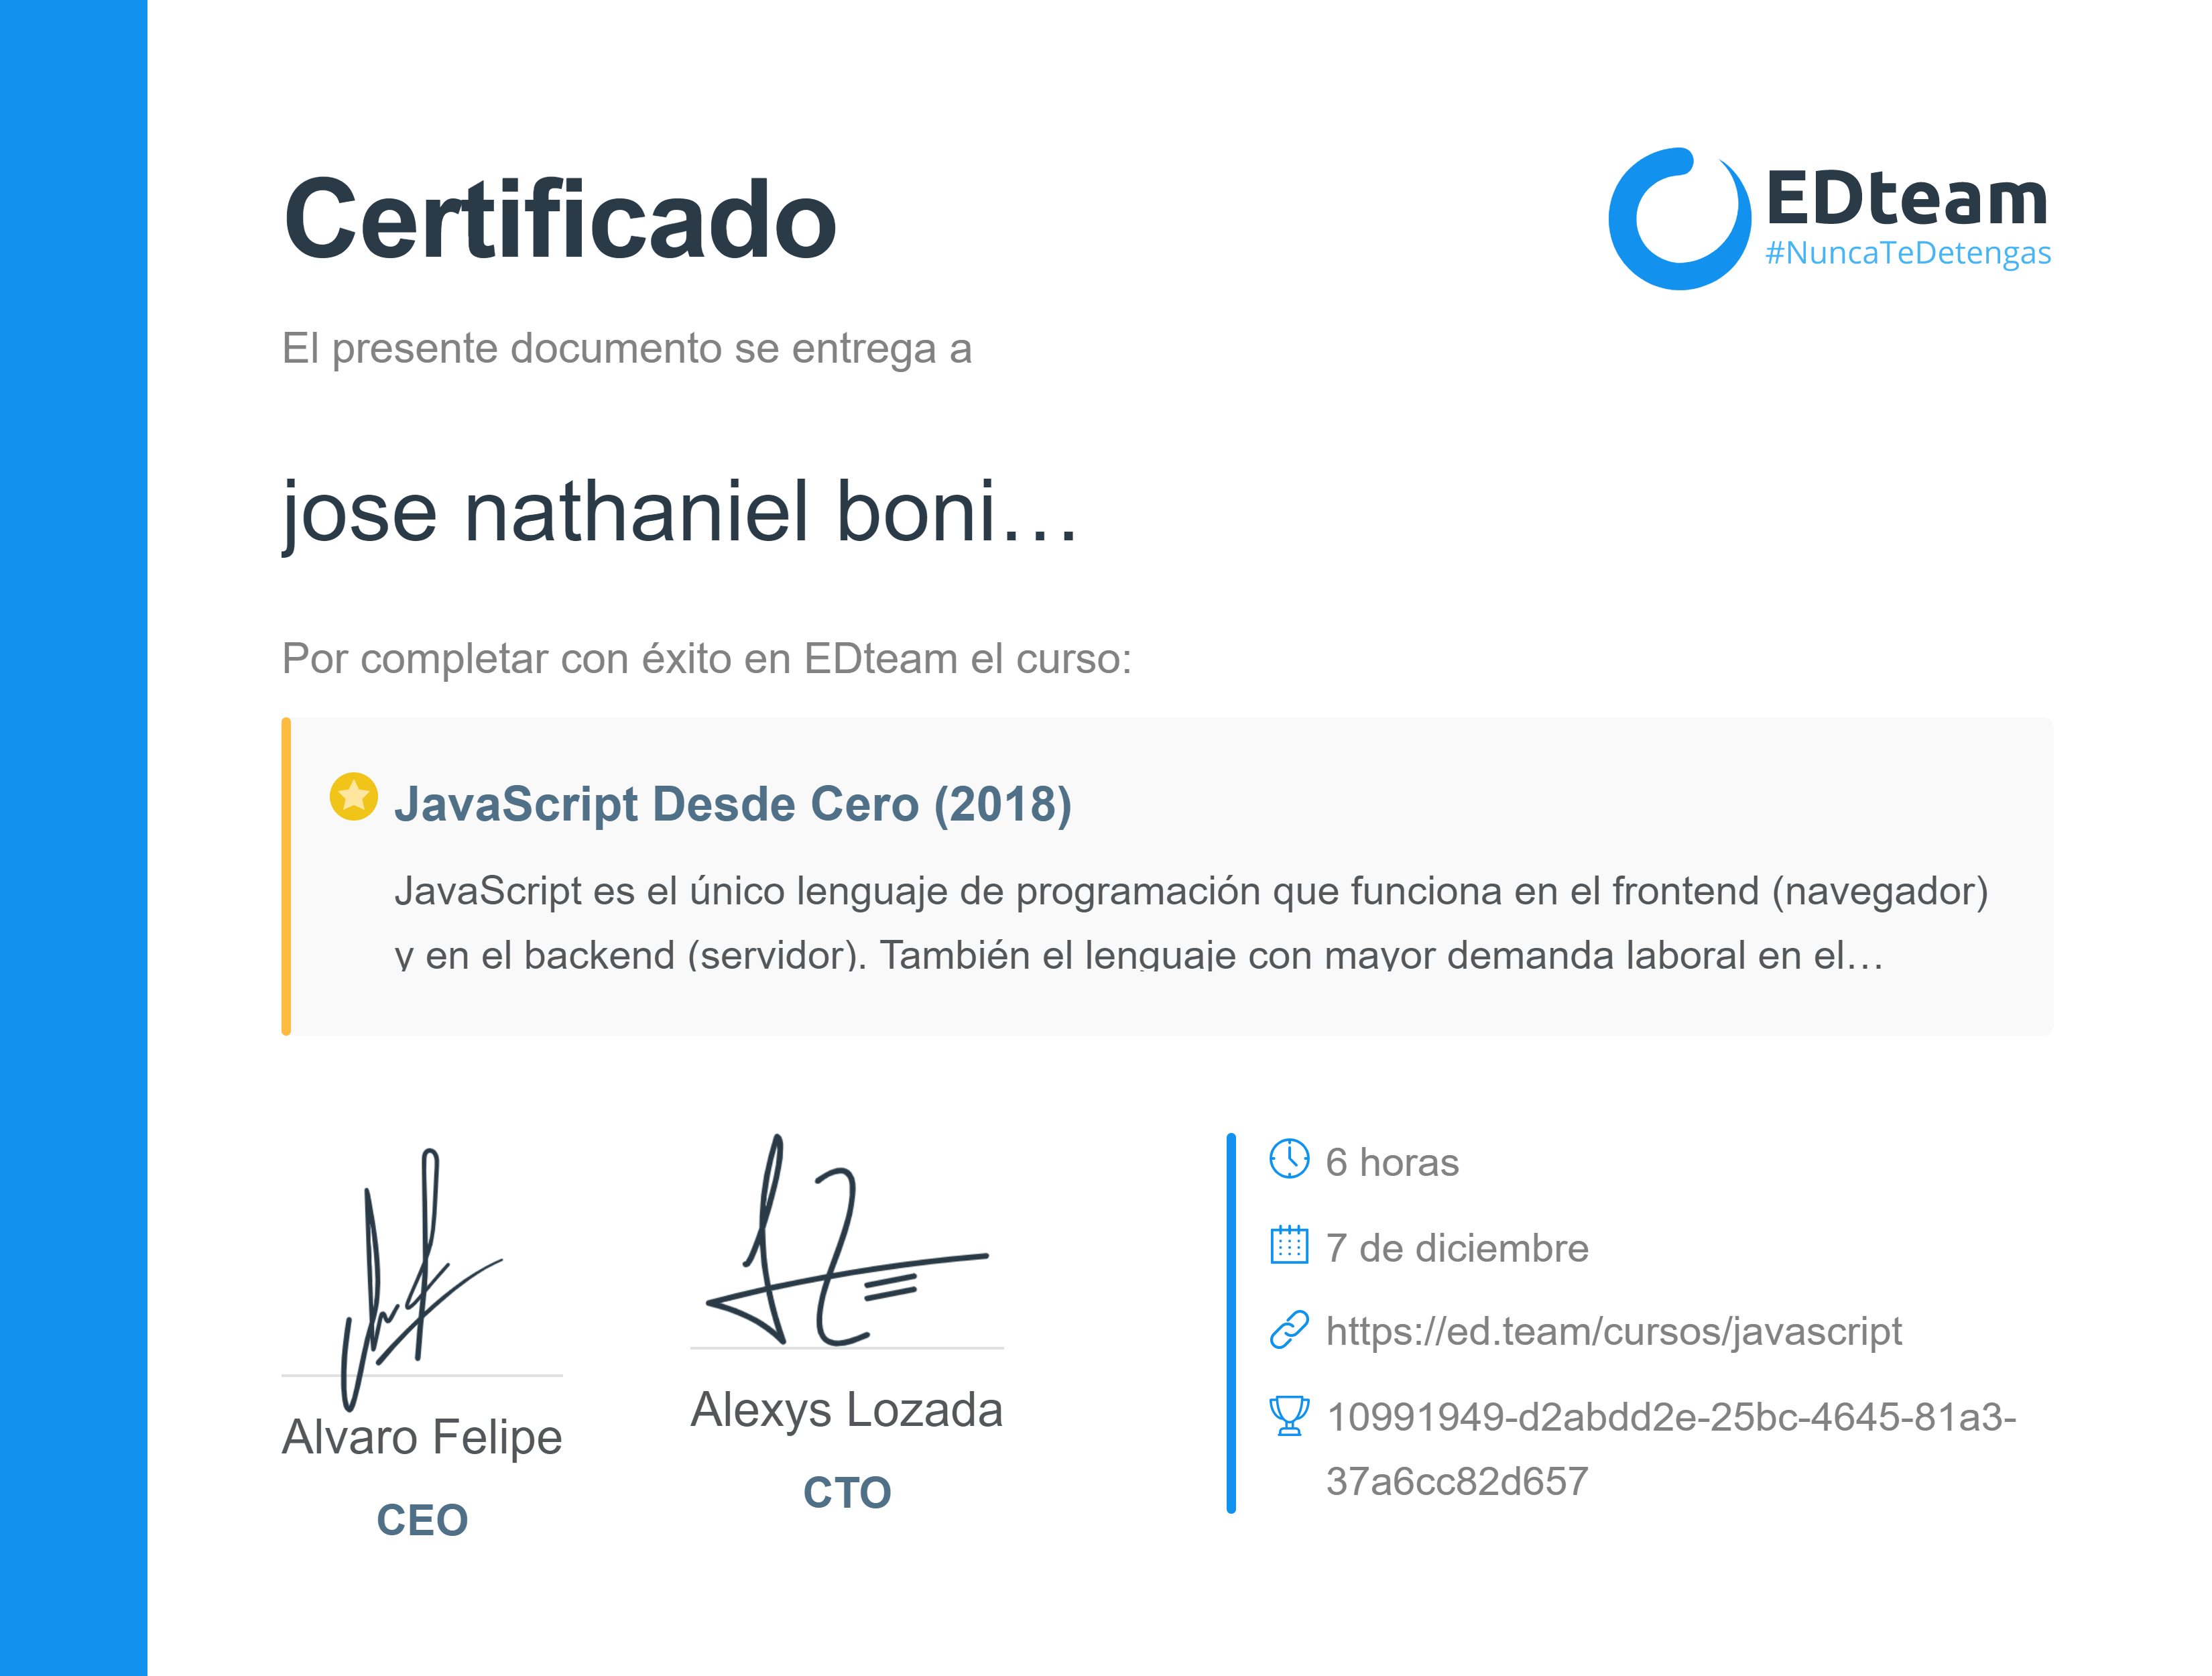 Certificado
EDteam
#NuncaTeDetengas
El presente documento se entrega a
jose nathaniel boni…
Por completar con éxito en EDteam el curso:
JavaScript Desde Cero (2018)
JavaScript es el único lenguaje de programación que funciona en el frontend (navegador)
y en el backend (servidor). También el lenguaje con mayor demanda laboral en el…
Alvaro Felipe
CEO
Alexys Lozada
CTO
6 horas
7 de diciembre
https://ed.team/cursos/javascript
10991949-d2abdd2e-25bc-4645-81a3-
37a6cc82d657